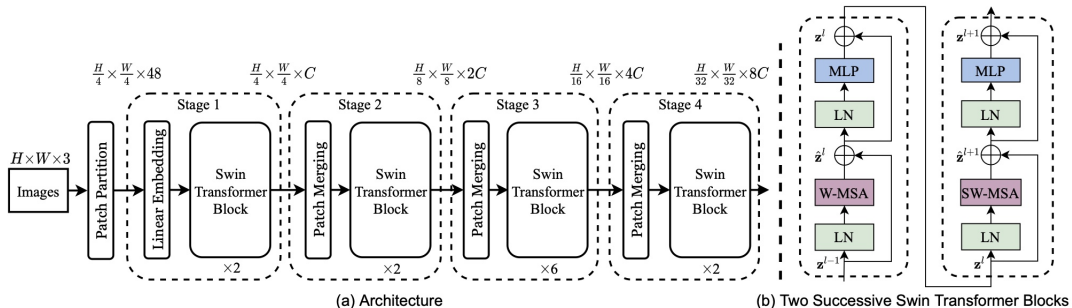 H/4 × W/4 × 48
H/4 × W/4 × C
H/8 × W/8 × 2C
H/16 × W/16 × 4C
H/32 × W/32 × 8C
Stage 1
Stage 2
Stage 3
Stage 4
H×W×3
Images
Patch Partition
Linear Embedding
Swin
Transformer
Block
×2
Patch Merging
Swin
Transformer
Block
×2
Patch Merging
Swin
Transformer
Block
×6
Patch Merging
Swin
Transformer
Block
×2
(a) Architecture
z^l
MLP
LN
ẑ^l
W-MSA
LN
z^{l-1}
z^{l+1}
MLP
LN
ẑ^{l+1}
SW-MSA
LN
z^l
(b) Two Successive Swin Transformer Blocks